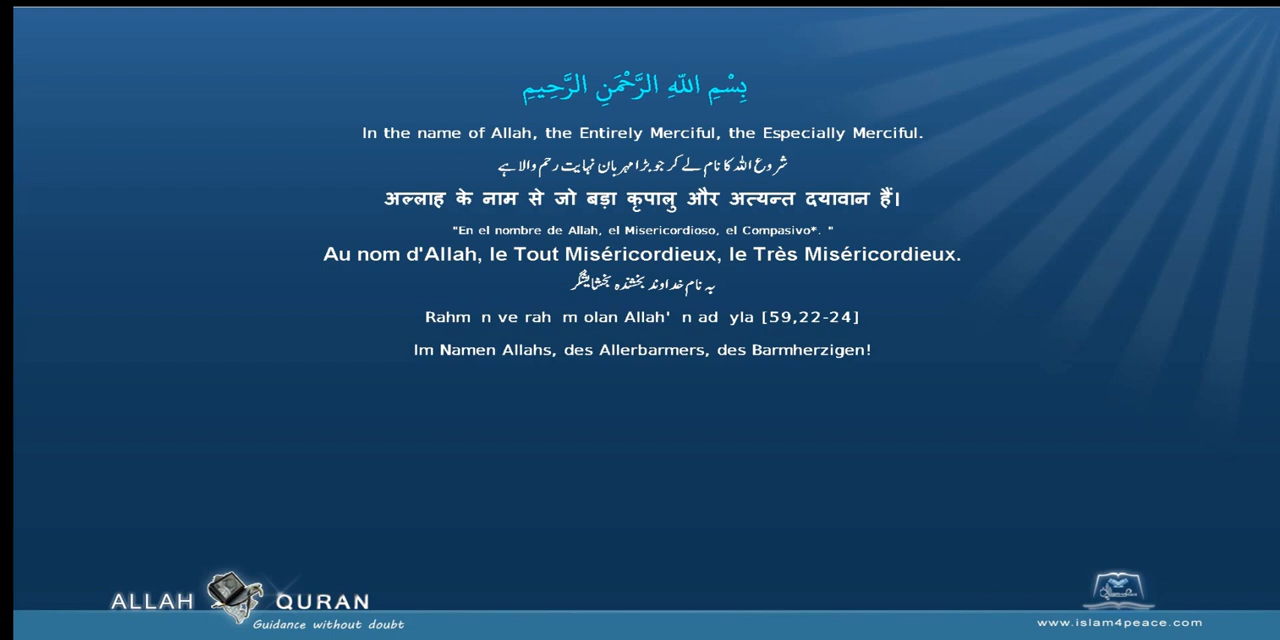 بِسْمِ اللّهِ الرَّحْمَنِ الرَّحِيمِ
In the name of Allah, the Entirely Merciful, the Especially Merciful.
شروع اللہ کا نام لے کر جو بڑا مہربان نہایت رحم والا ہے
अल्लाह के नाम से जो बड़ा कृपालु और अत्यन्त दयावान हैं।
"En el nombre de Allah, el Misericordioso, el Compasivo*. "
Au nom d'Allah, le Tout Miséricordieux, le Très Miséricordieux.
به نام خداوند بخشنده بخشایشگر
Rahm n ve rah m olan Allah' n ad yla [59,22-24]
Im Namen Allahs, des Allerbarmers, des Barmherzigen!
ALLAH QURAN
Guidance without doubt
www.islam4peace.com